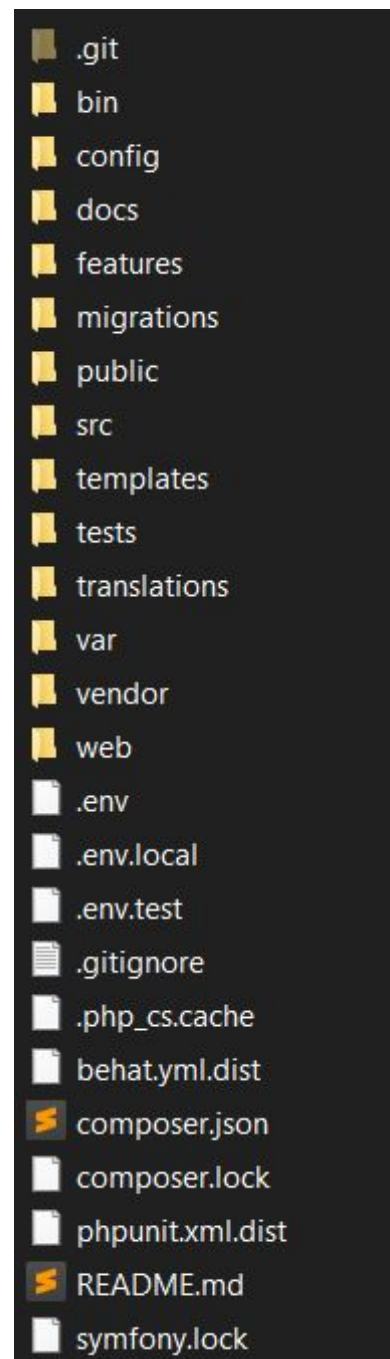 .git
bin
config
docs
features
migrations
public
src
templates
tests
translations
var
vendor
web
.env
.env.local
.env.test
.gitignore
.php_cs.cache
behat.yml.dist
composer.json
composer.lock
phpunit.xml.dist
README.md
symfony.lock